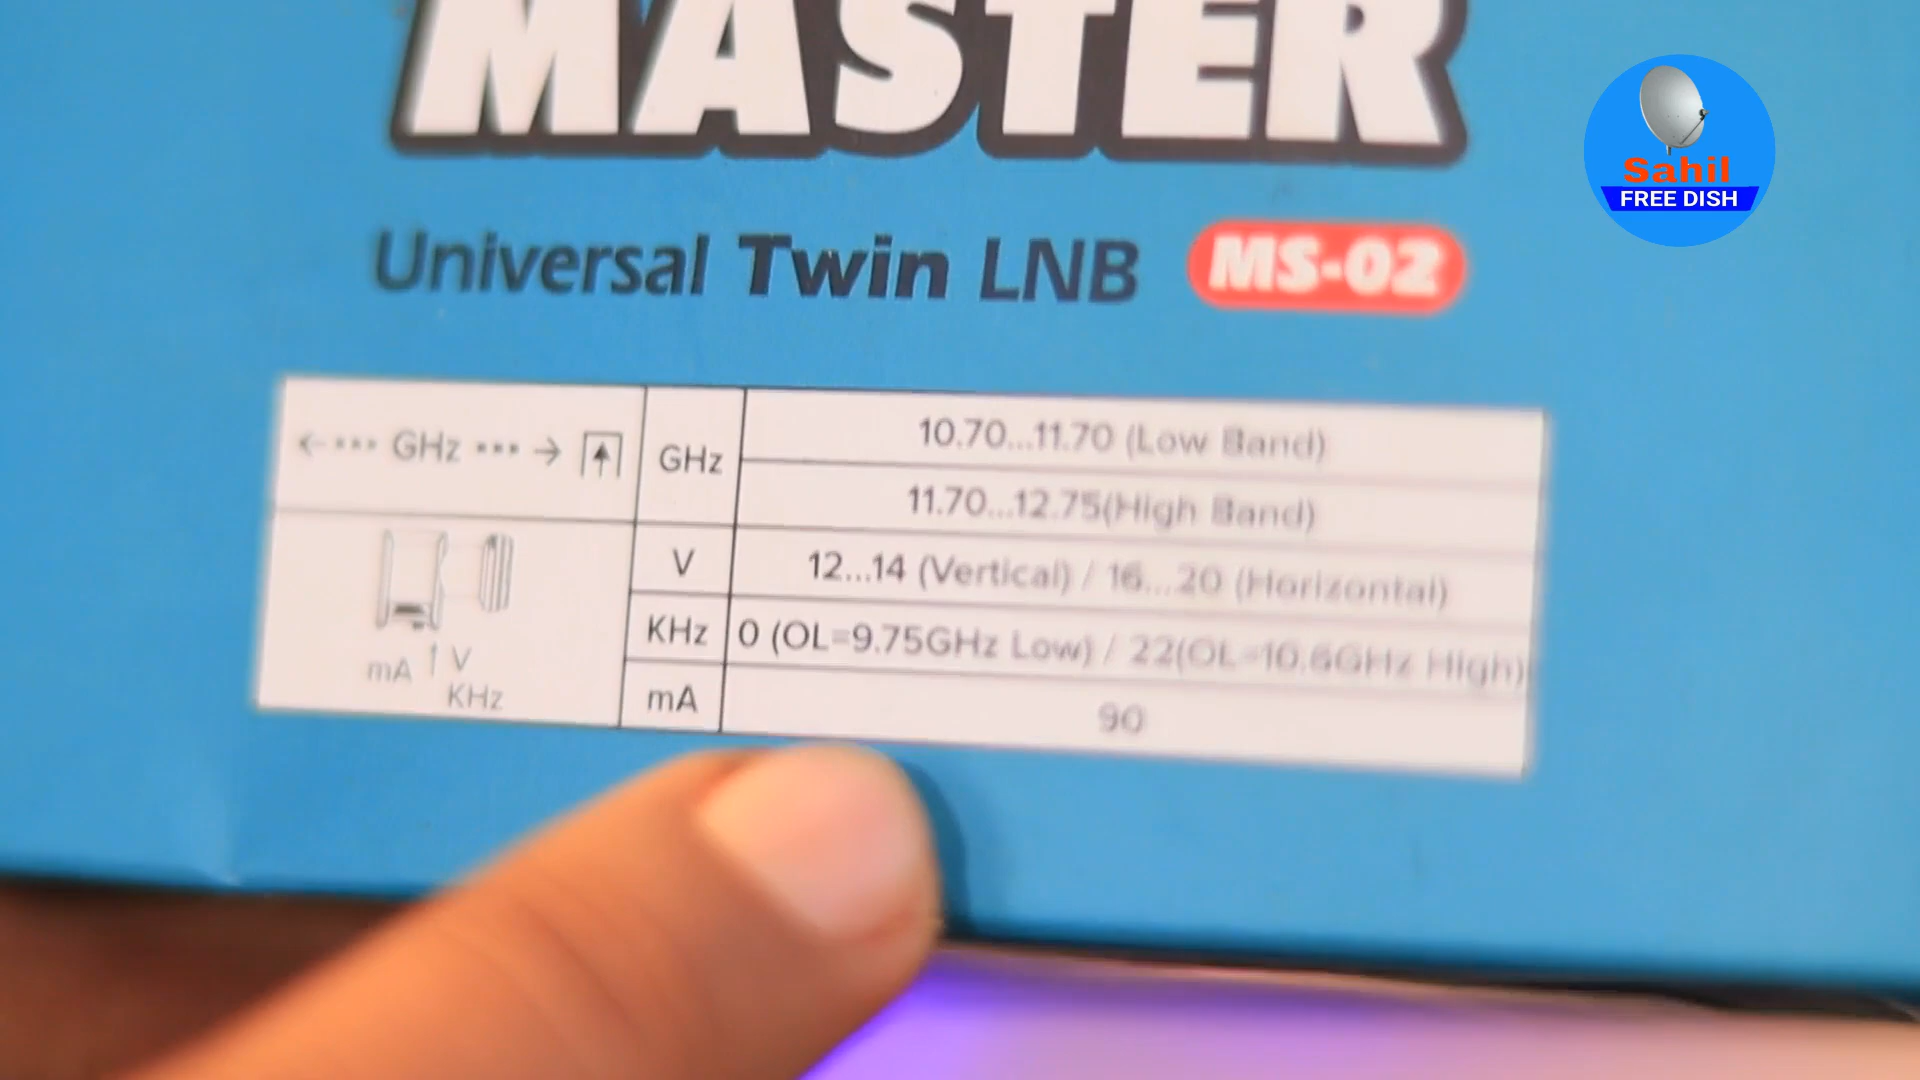 MASTER
Universal Twin LNB MS-02
Sahil
FREE DISH
GHz
GHz
10.70...11.70 (Low Band)
11.70...12.75(High Band)
V
12...14 (Vertical) / 16...20 (Horizontal)
KHz
0 (OL=9.75GHz Low) / 22(OL=10.6GHz High)
mA
90
mA V
KHz